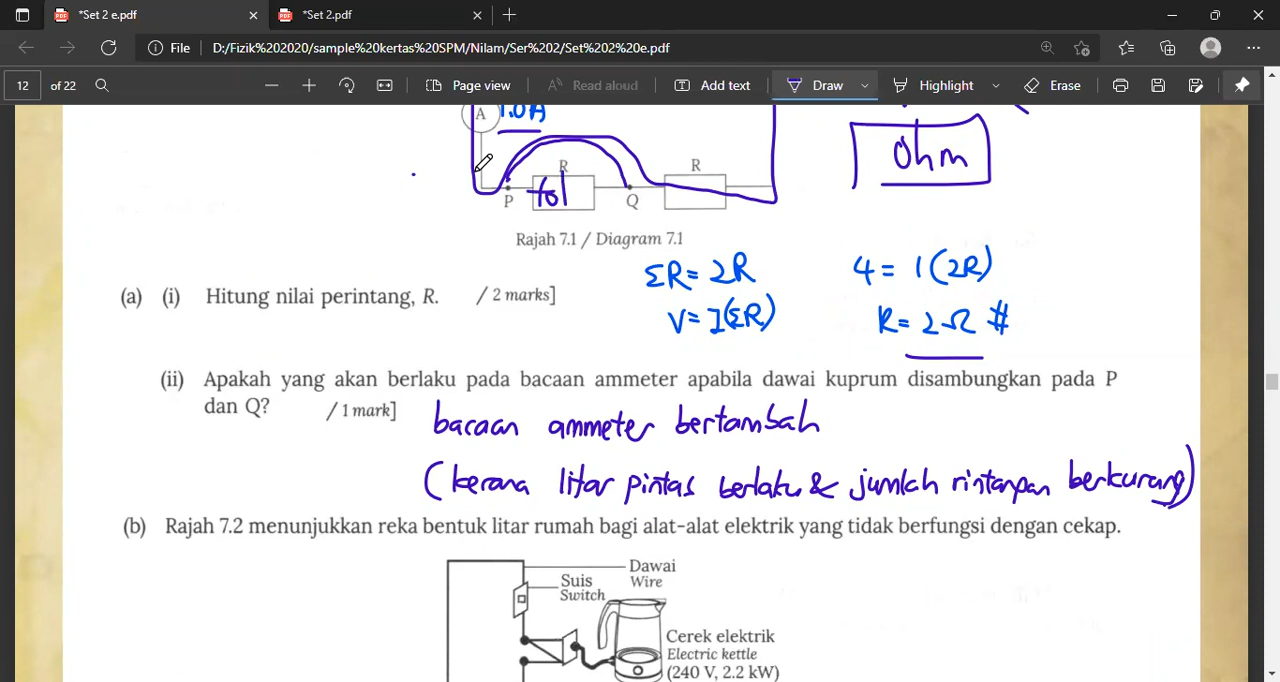 *Set 2 e.pdf
*Set 2.pdf
File D:/Fizik%202020/sample%20kertas%20SPM/Nilam/Ser%202/Set%202%20e.pdf
12 of 22 Page view Read aloud Add text Draw Highlight Erase
A 1.0A
Ohm
R R
P Q
Rajah 7.1 / Diagram 7.1
ΣR = 2R 4 = 1(2R)
(a) (i) Hitung nilai perintang, R. / 2 marks]
V = I(ΣR) R = 2Ω #
(ii) Apakah yang akan berlaku pada bacaan ammeter apabila dawai kuprum disambungkan pada P
dan Q? / 1 mark]
bacaan ammeter bertambah
(kerana litar pintas berlaku & jumlah rintangan berkurang)
(b) Rajah 7.2 menunjukkan reka bentuk litar rumah bagi alat-alat elektrik yang tidak berfungsi dengan cekap.
Dawai
Wire
Suis
Switch
Cerek elektrik
Electric kettle
(240 V, 2.2 kW)